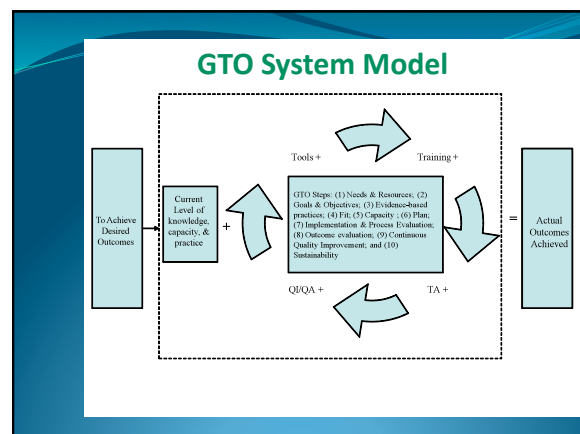 GTO System Model
Tools +
Training +
To Achieve
Desired
Outcomes
Current
Level of
knowledge,
capacity, &
practice
+
GTO Steps: (1) Needs & Resources; (2)
Goals & Objectives; (3) Evidence-based
practices; (4) Fit; (5) Capacity ; (6) Plan;
(7) Implementation & Process Evaluation;
(8) Outcome evaluation; (9) Continuous
Quality Improvement; and (10)
Sustainability
=
Actual
Outcomes
Achieved
QI/QA +
TA +